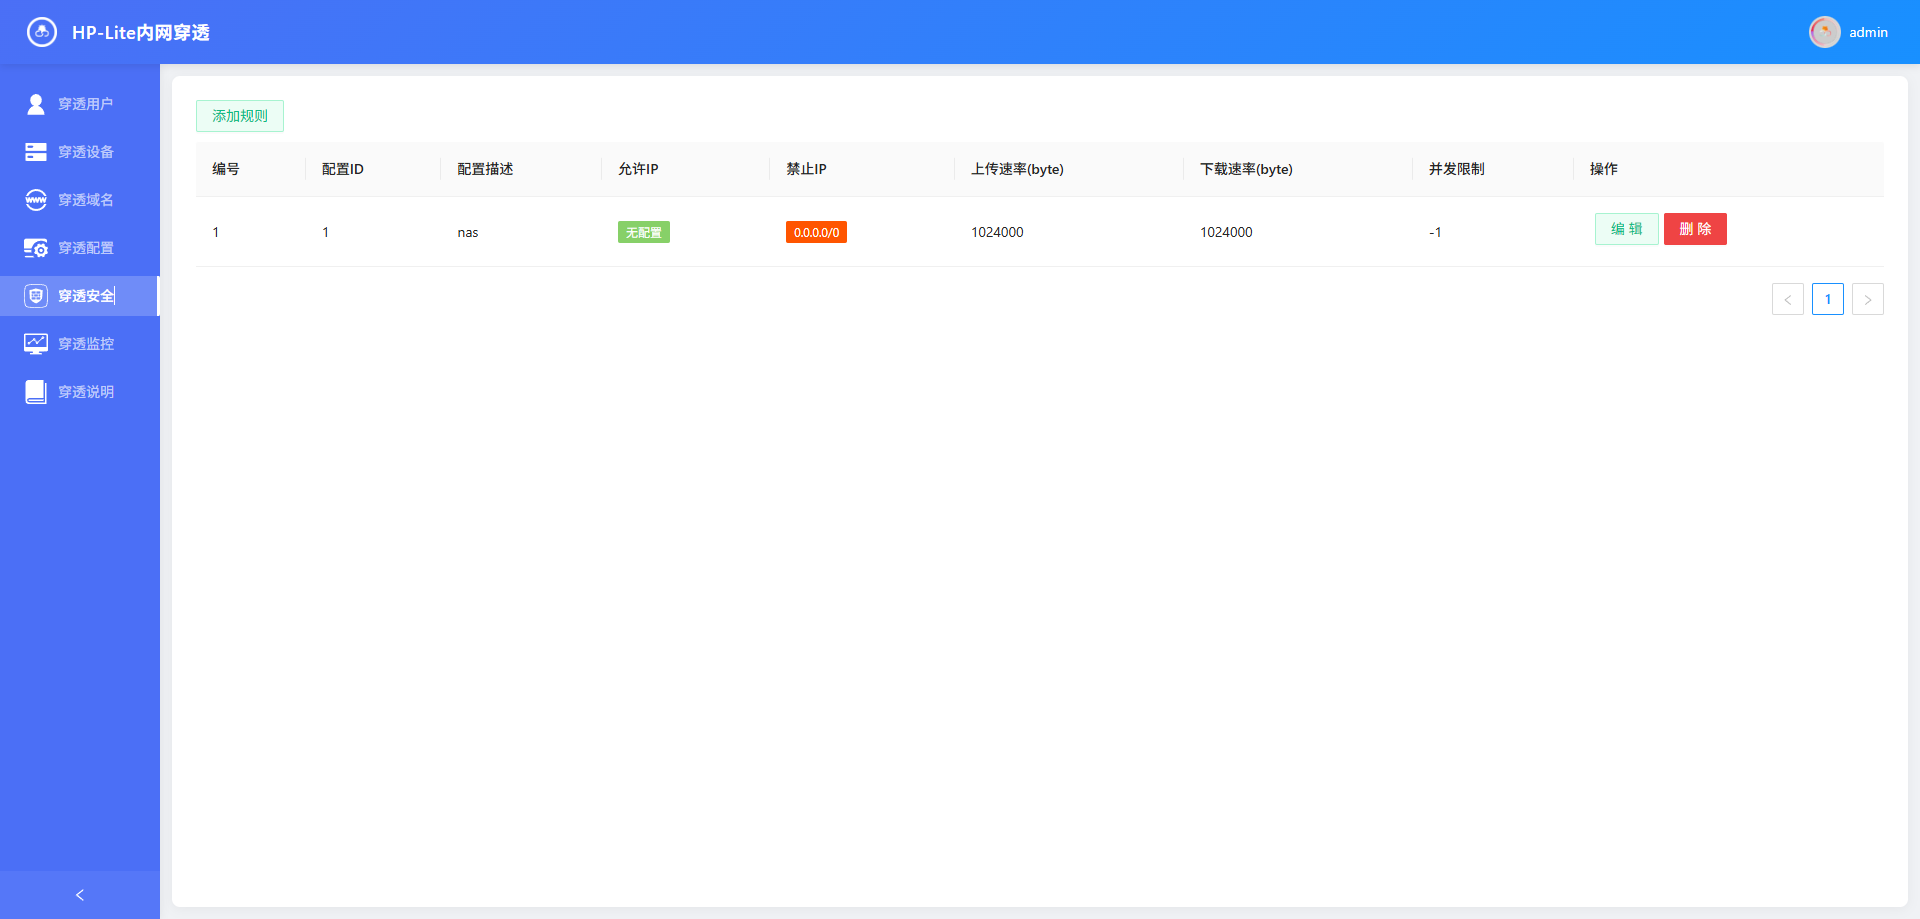 HP-Lite内网穿透
admin
穿透用户
穿透设备
www
穿透域名
穿透配置
穿透安全
穿透监控
穿透说明
添加规则
编号 配置ID 配置描述 允许IP 禁止IP 上传速率(byte) 下载速率(byte) 并发限制 操作
1 1 nas 无配置 0.0.0.0/0 1024000 1024000 -1 编 辑 删 除
< 1 >
<